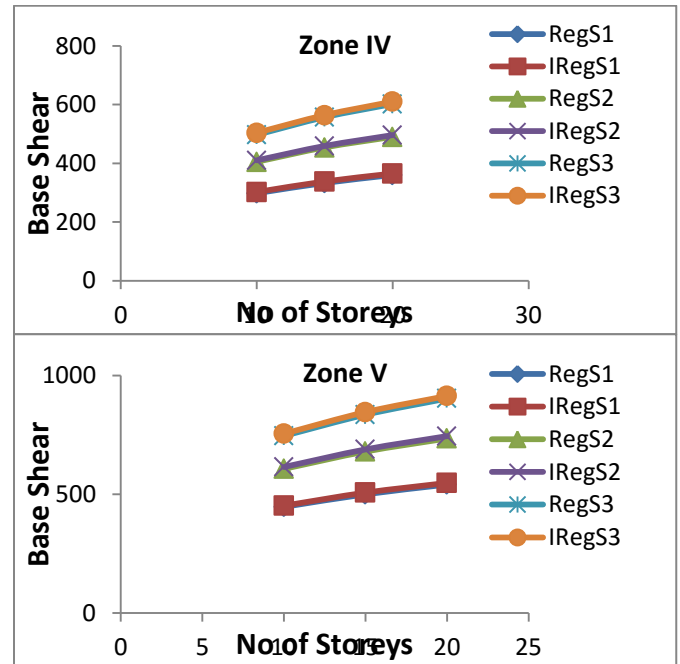 Zone IV
800
600
400
200
0
Base Shear
0 10 20 30
No of Storeys
RegS1
IRegS1
RegS2
IRegS2
RegS3
IRegS3
Zone V
1000
500
0
Base Shear
0 5 10 15 20 25
No of Storeys
RegS1
IRegS1
RegS2
IRegS2
RegS3
IRegS3